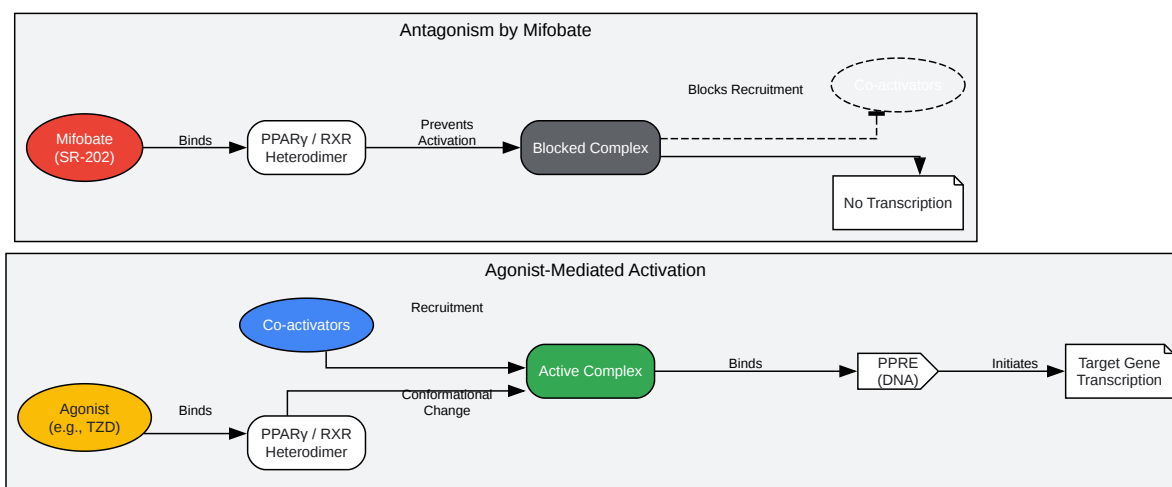 Antagonism by Mifobate
Co-activators
Blocks Recruitment
Mifobate
(SR-202)
Binds
PPARγ / RXR
Heterodimer
Prevents
Activation
Blocked Complex
No Transcription
Agonist-Mediated Activation
Recruitment
Co-activators
Active Complex
Binds
PPRE
(DNA)
Initiates
Target Gene
Transcription
Conformational
Change
Agonist
(e.g., TZD)
Binds
PPARγ / RXR
Heterodimer